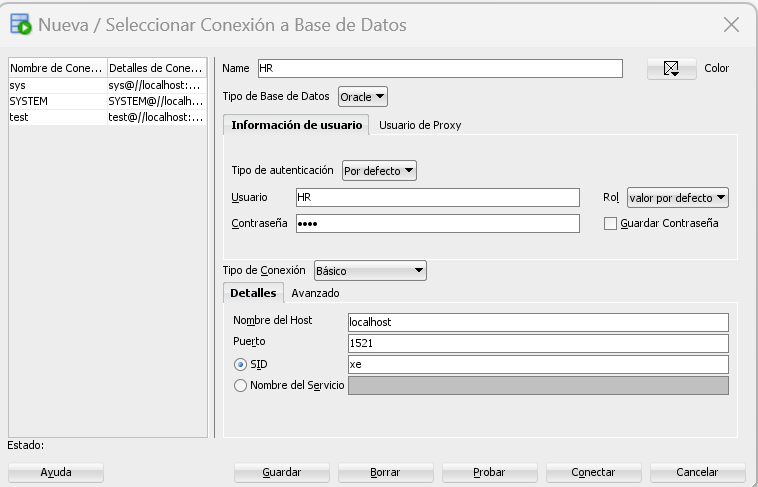 Nueva / Seleccionar Conexión a Base de Datos
Nombre de Cone... Detalles de Cone...
sys sys@//localhost:...
SYSTEM SYSTEM@//localh...
test test@//localhost:...
Name HR Color
Tipo de Base de Datos Oracle
Información de usuario Usuario de Proxy
Tipo de autenticación Por defecto
Usuario HR Rol valor por defecto
Contraseña •••• Guardar Contraseña
Tipo de Conexión Básico
Detalles Avanzado
Nombre del Host localhost
Puerto 1521
SID xe
Nombre del Servicio
Estado:
Ayuda Guardar Borrar Probar Conectar Cancelar